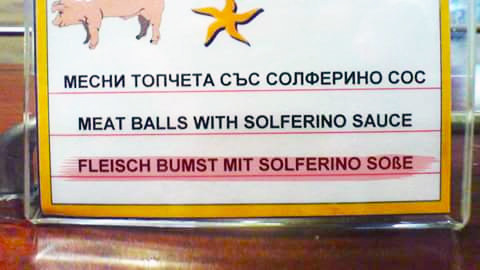 МЕСНИ ТОПЧЕТА СЪС СОЛФЕРИНО СОС
MEAT BALLS WITH SOLFERINO SAUCE
FLEISCH BUMST MIT SOLFERINO SOßE